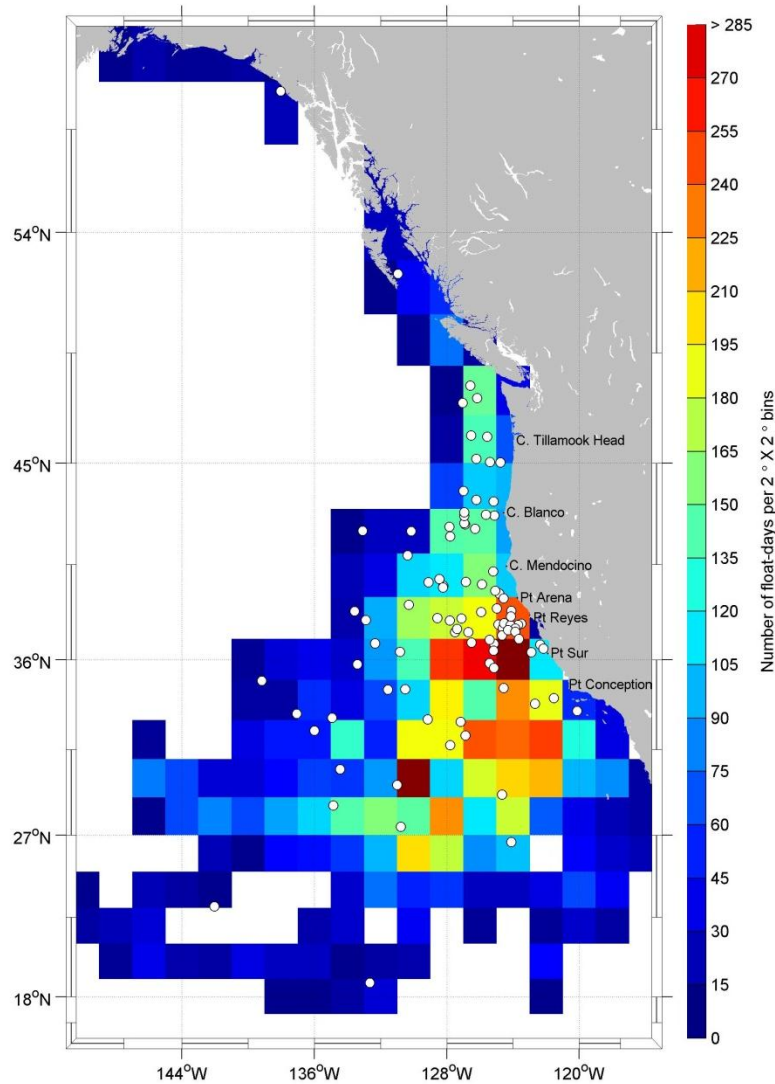 > 285
270
255
240
225
210
195
180
165
150
135
120
105
90
75
60
45
30
15
0
Number of float-days per 2 ° X 2 ° bins
54°N
45°N
36°N
27°N
18°N
C. Tillamook Head
C. Blanco
C. Mendocino
Pt Arena
Pt Reyes
Pt Sur
Pt Conception
144°W
136°W
128°W
120°W